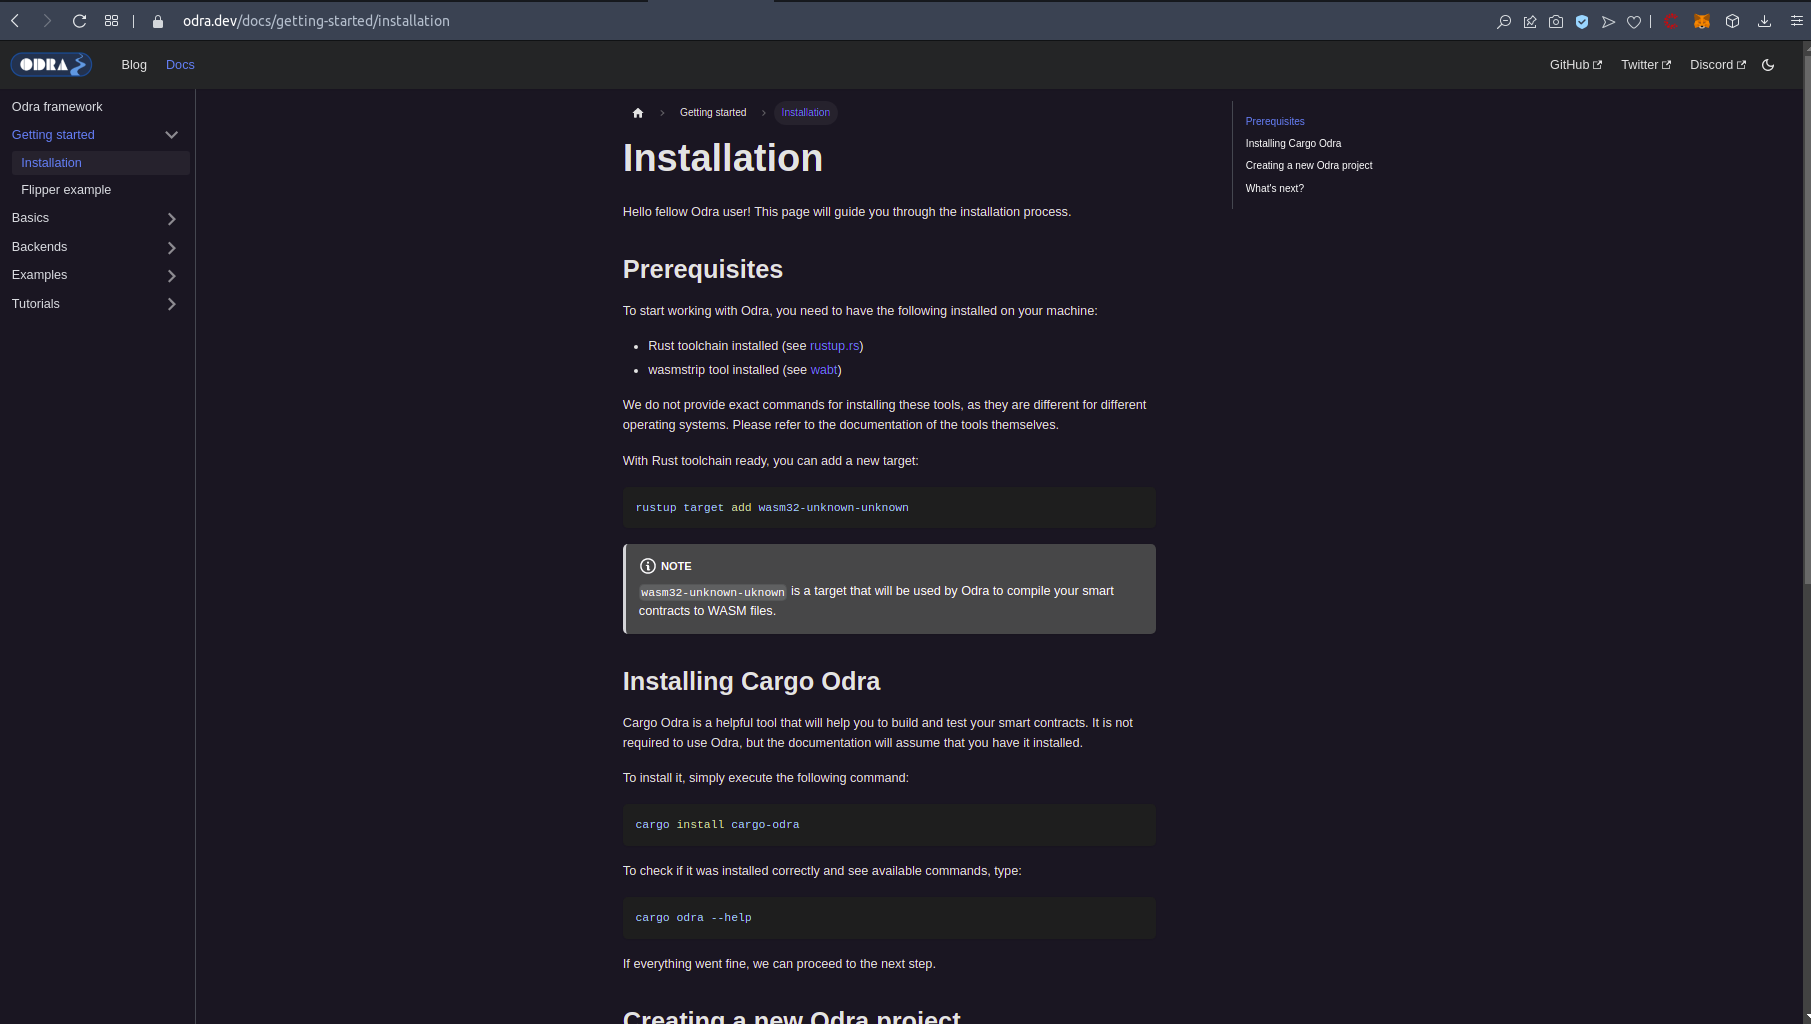 odra.dev/docs/getting-started/installation
ODRA
Blog
Docs
GitHub
Twitter
Discord
Odra framework
Getting started
Installation
Flipper example
Basics
Backends
Examples
Tutorials
Getting started
Installation
Installation
Hello fellow Odra user! This page will guide you through the installation process.
Prerequisites
To start working with Odra, you need to have the following installed on your machine:
• Rust toolchain installed (see rustup.rs)
• wasmstrip tool installed (see wabt)
We do not provide exact commands for installing these tools, as they are different for different
operating systems. Please refer to the documentation of the tools themselves.
With Rust toolchain ready, you can add a new target:
rustup target add wasm32-unknown-unknown
NOTE
wasm32-unknown-uknown is a target that will be used by Odra to compile your smart
contracts to WASM files.
Installing Cargo Odra
Cargo Odra is a helpful tool that will help you to build and test your smart contracts. It is not
required to use Odra, but the documentation will assume that you have it installed.
To install it, simply execute the following command:
cargo install cargo-odra
To check if it was installed correctly and see available commands, type:
cargo odra --help
If everything went fine, we can proceed to the next step.
Creating a new Odra project
Prerequisites
Installing Cargo Odra
Creating a new Odra project
What's next?